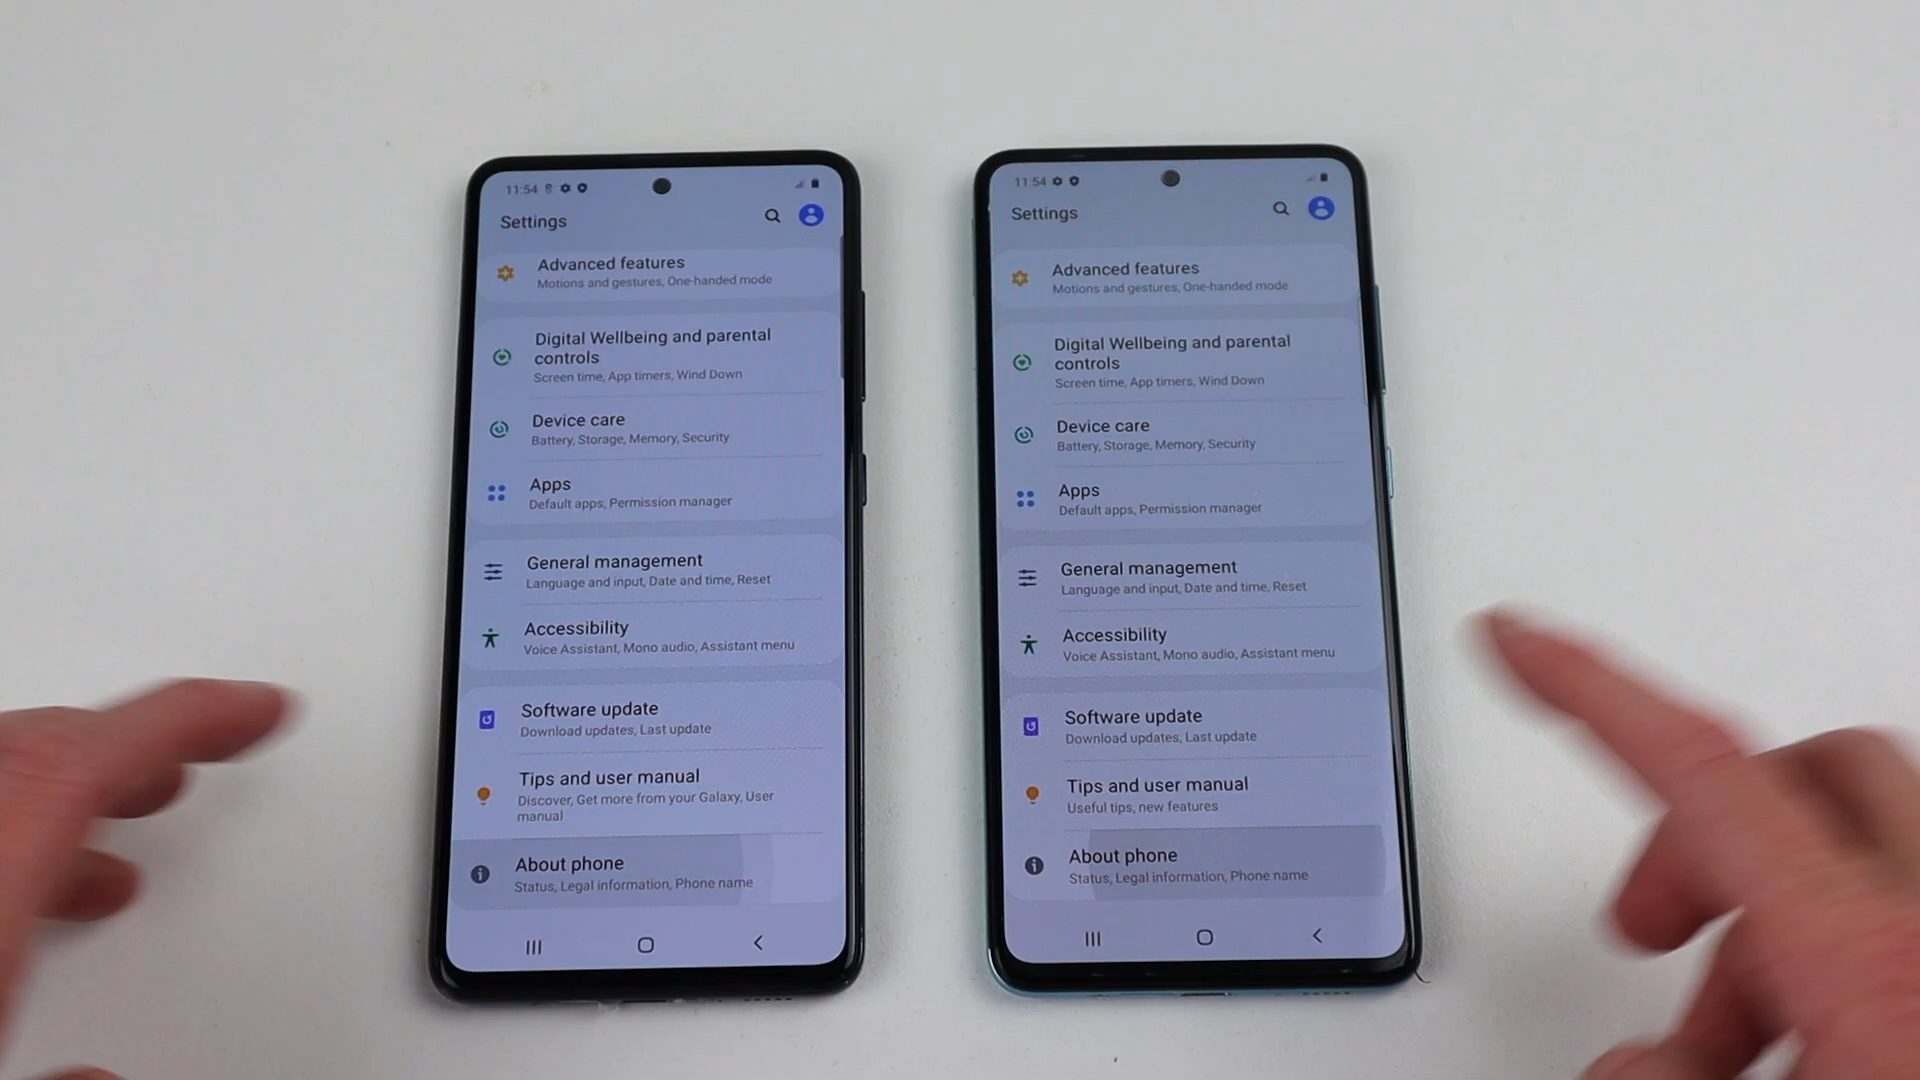 11:54
Settings
Advanced features
Motions and gestures, One-handed mode
Digital Wellbeing and parental
controls
Screen time, App timers, Wind Down
Device care
Battery, Storage, Memory, Security
Apps
Default apps, Permission manager
General management
Language and input, Date and time, Reset
Accessibility
Voice Assistant, Mono audio, Assistant menu
Software update
Download updates, Last update
Tips and user manual
Discover, Get more from your Galaxy, User
manual
About phone
Status, Legal information, Phone name
11:54
Settings
Advanced features
Motions and gestures, One-handed mode
Digital Wellbeing and parental
controls
Screen time, App timers, Wind Down
Device care
Battery, Storage, Memory, Security
Apps
Default apps, Permission manager
General management
Language and input, Date and time, Reset
Accessibility
Voice Assistant, Mono audio, Assistant menu
Software update
Download updates, Last update
Tips and user manual
Useful tips, new features
About phone
Status, Legal information, Phone name